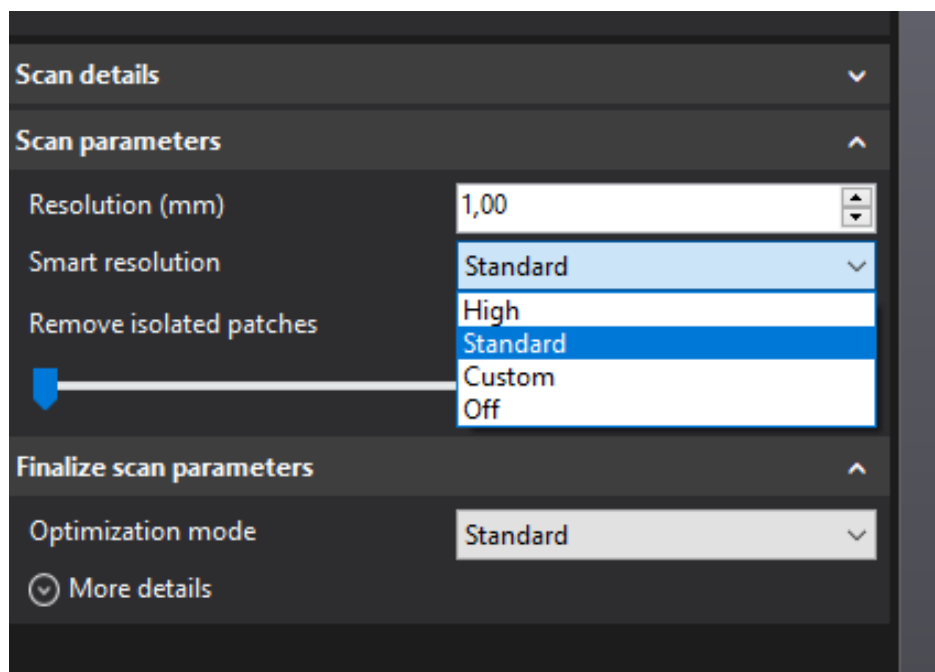 Scan details
Scan parameters
Resolution (mm) 1,00
Smart resolution Standard
High
Remove isolated patches
Standard
Custom
Off
Finalize scan parameters
Optimization mode Standard
More details